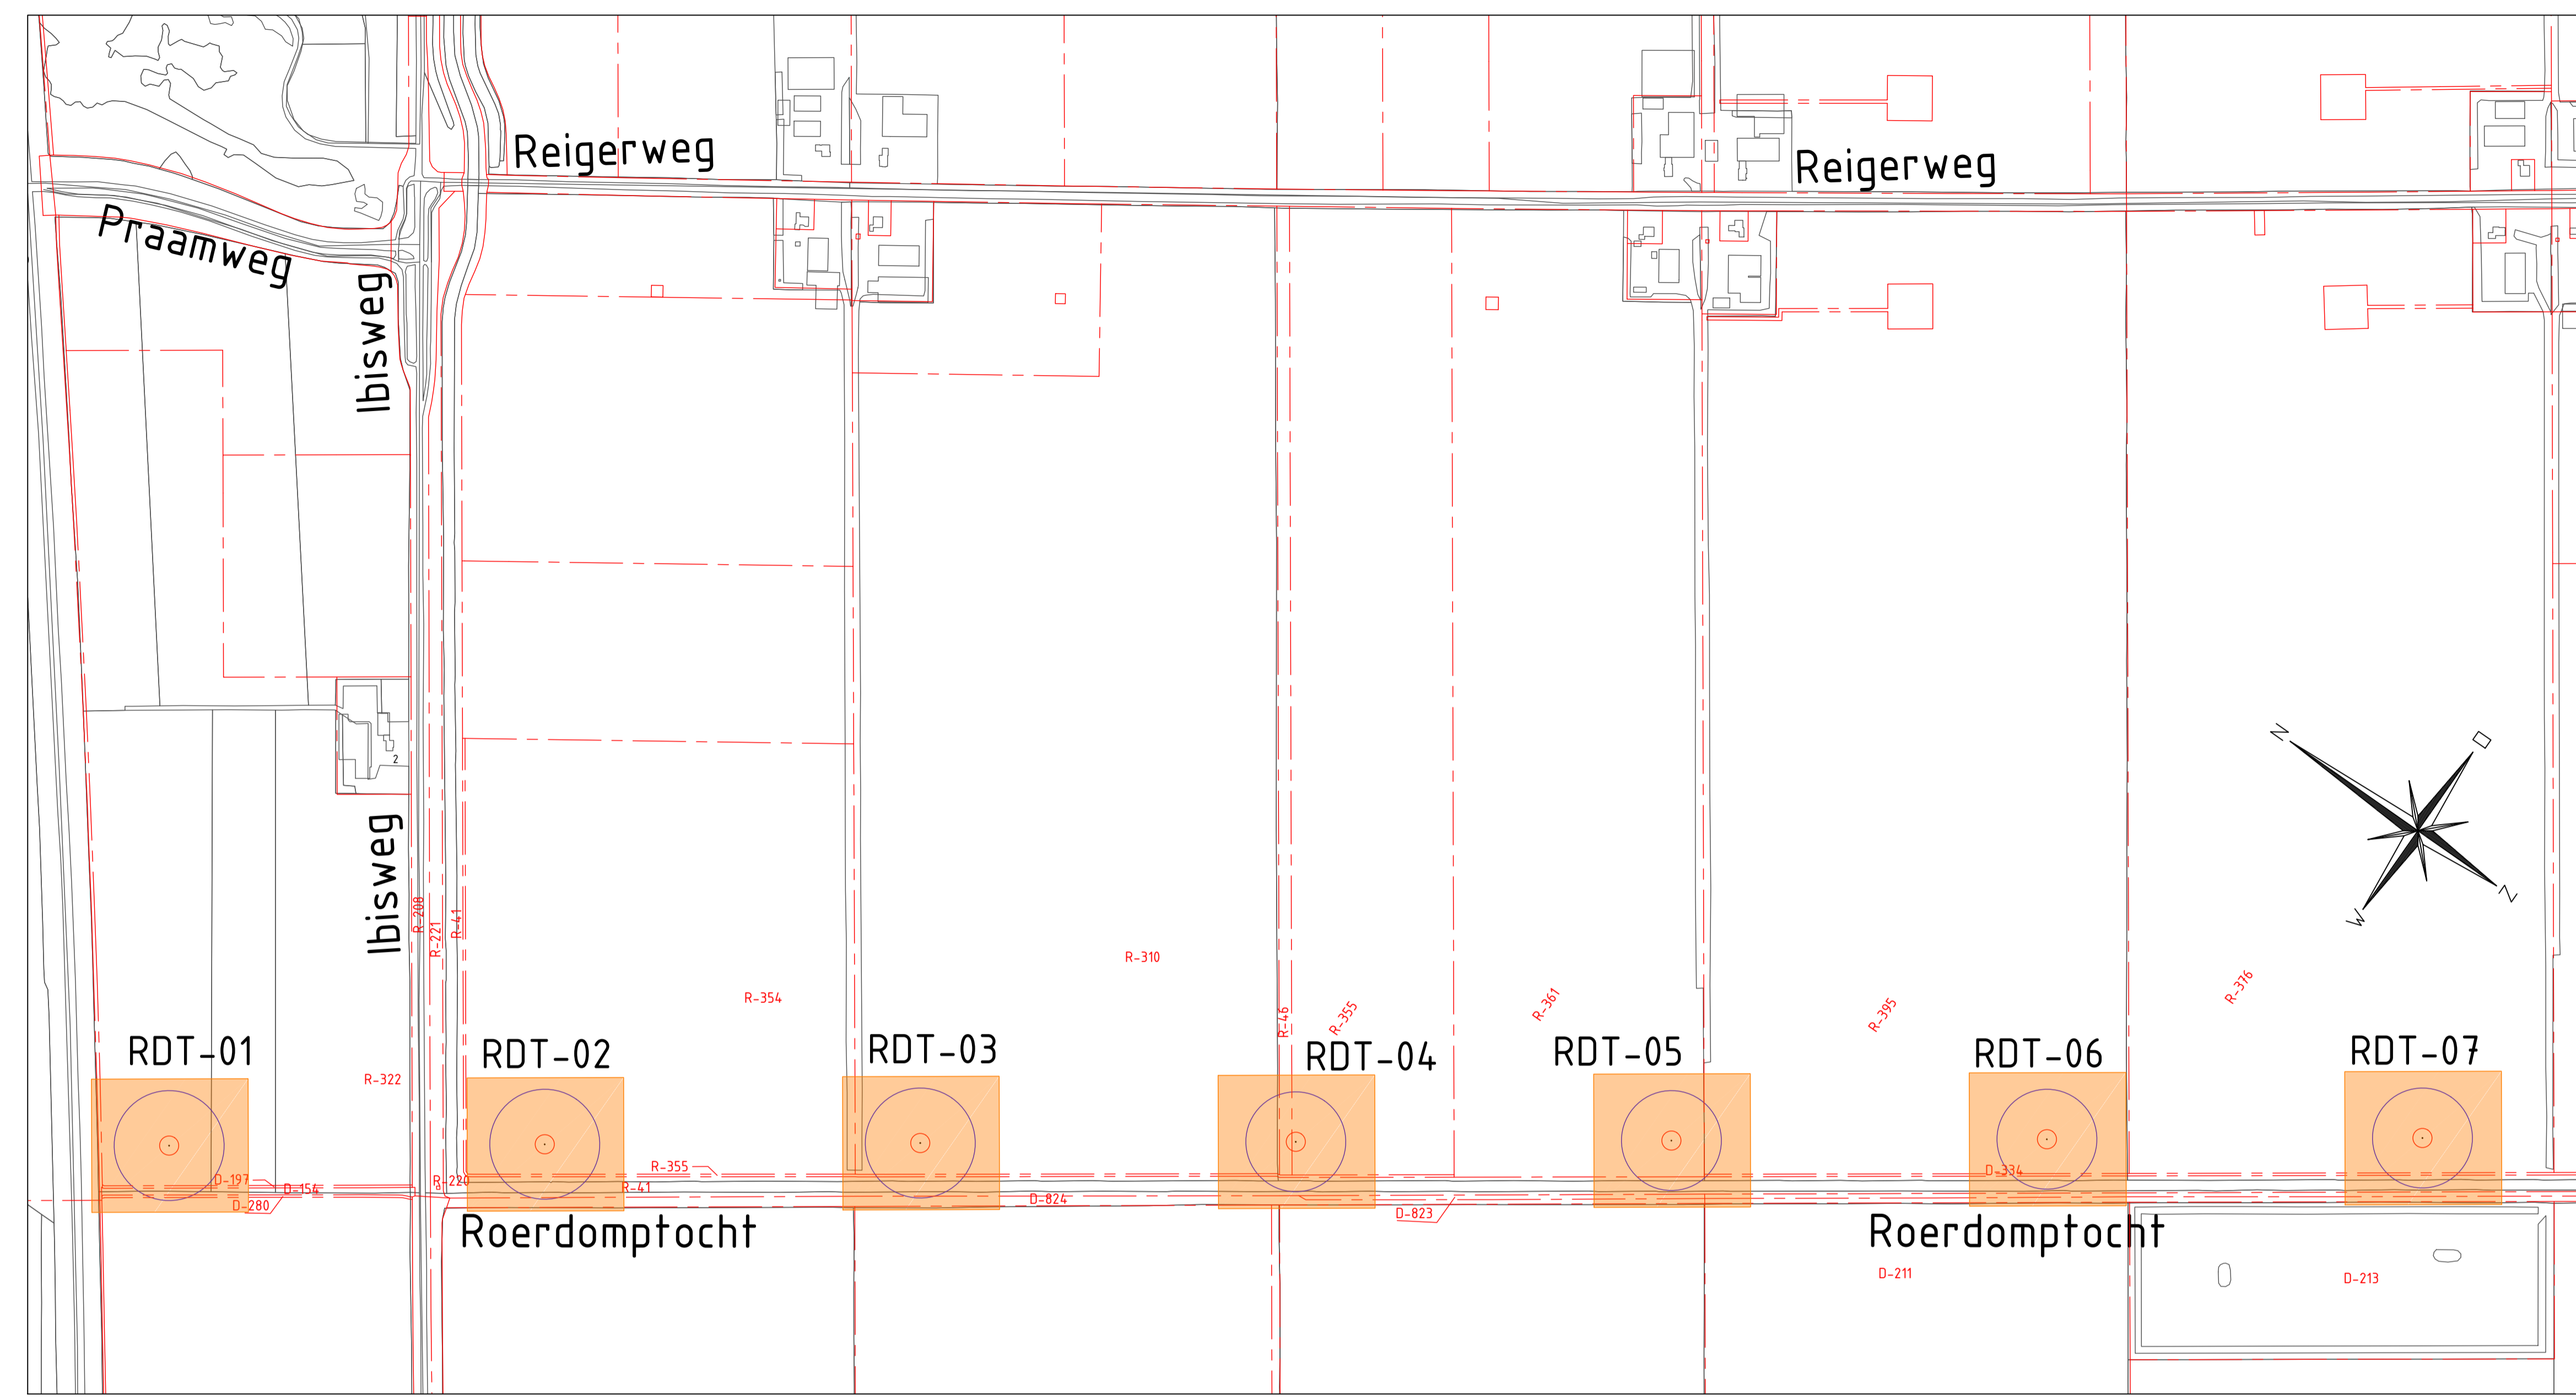 Reigerweg
Reigerweg
Praamweg
Ibisweg
2
N
O
W
Z
Ibisweg
R-208
R-221
R-41
R-354
R-310
R-46
R-355
R-361
R-395
R-376
RDT-01
RDT-02
RDT-03
RDT-04
RDT-05
RDT-06
RDT-07
R-322
D-197
D-154
D-280
R-220
R-355
R-41
D-824
D-823
D-334
Roerdomptocht
Roerdomptocht
D-211
D-213